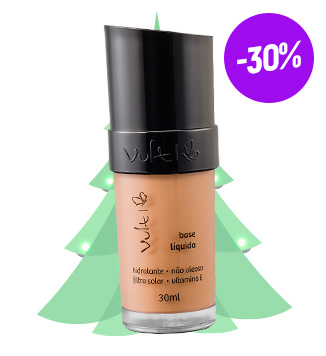 -30%
Vult
Vult
base
líquida
hidratante • não oleosa
filtro solar • vitamina E
30ml